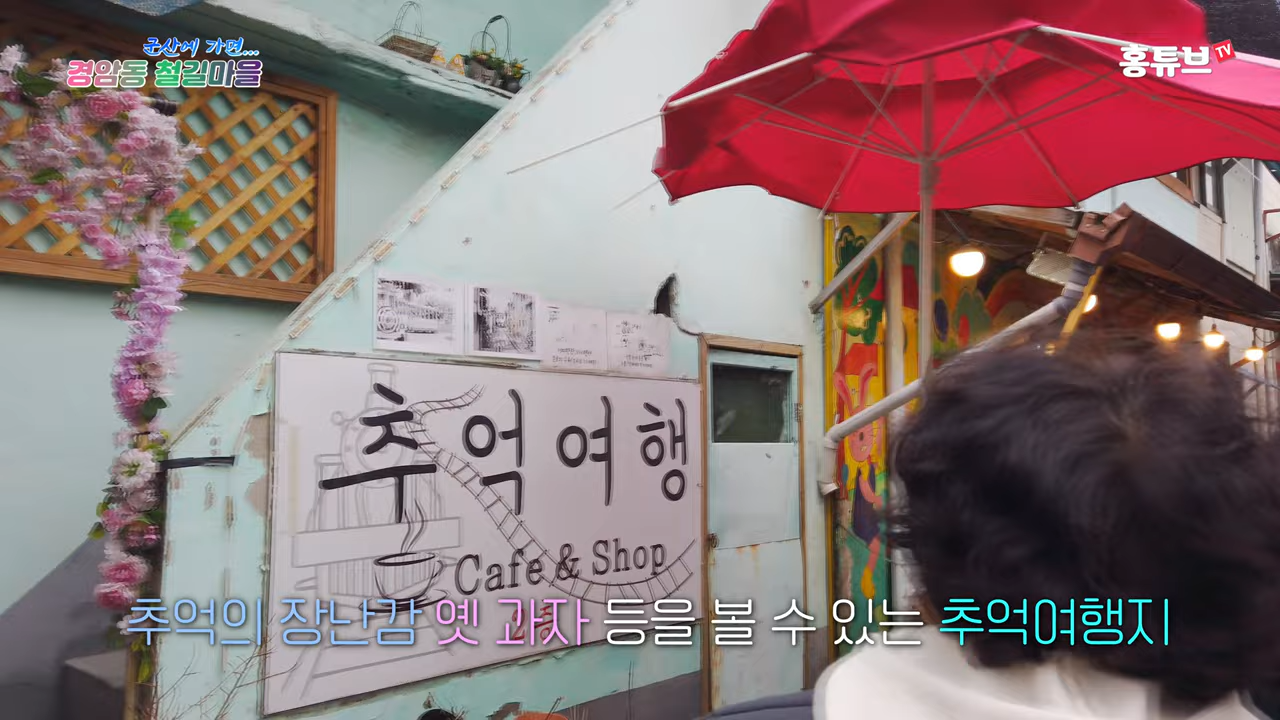 군산에 가면...
경암동 철길마을
홍튜브 TV
추억여행
Cafe & Shop
추억의 장난감 옛 과자 등을 볼 수 있는 추억여행지